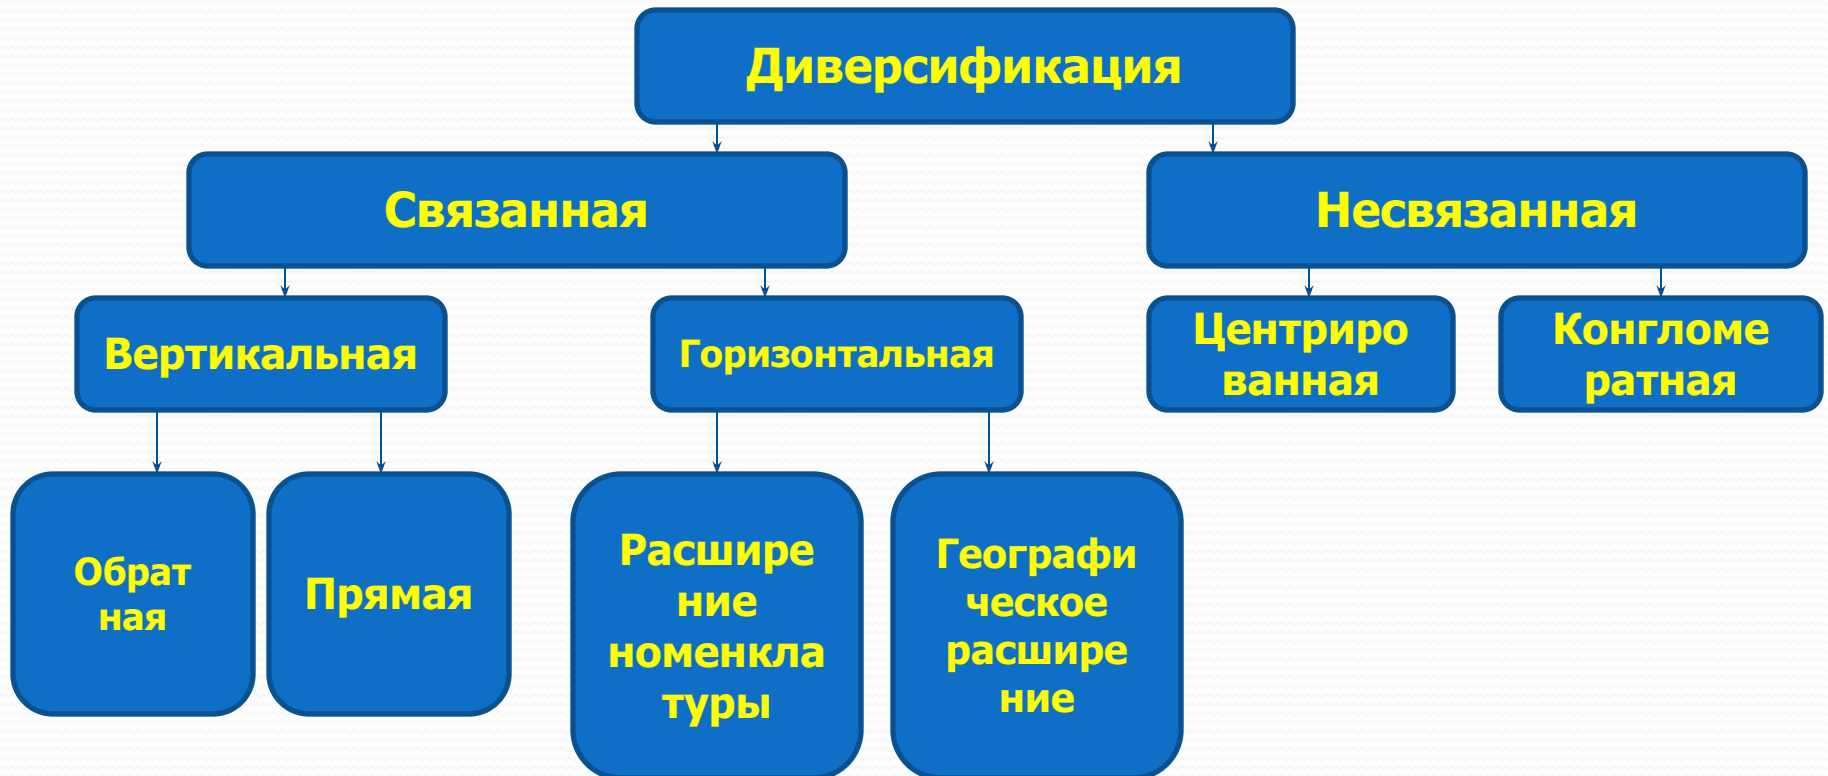 Диверсификация
Связанная
Несвязанная
Вертикальная
Горизонтальная
Центриро
ванная
Конгломе
ратная
Обрат
ная
Прямая
Расшире
ние
номенкла
туры
Географи
ческое
расшире
ние